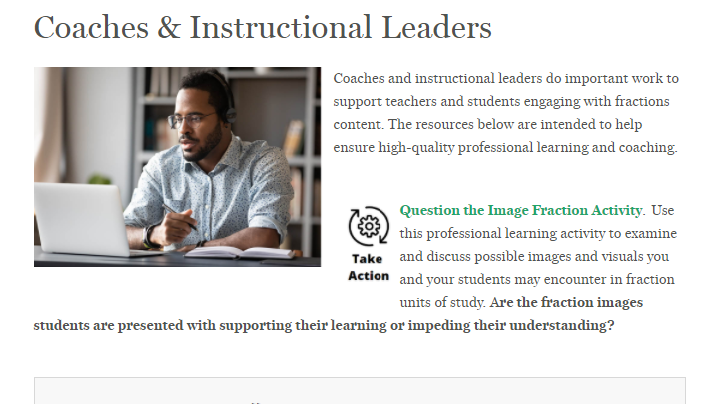 Coaches & Instructional Leaders
Coaches and instructional leaders do important work to
support teachers and students engaging with fractions
content. The resources below are intended to help
ensure high-quality professional learning and coaching.
Take
Action
Question the Image Fraction Activity. Use
this professional learning activity to examine
and discuss possible images and visuals you
and your students may encounter in fraction
units of study. Are the fraction images
students are presented with supporting their learning or impeding their understanding?